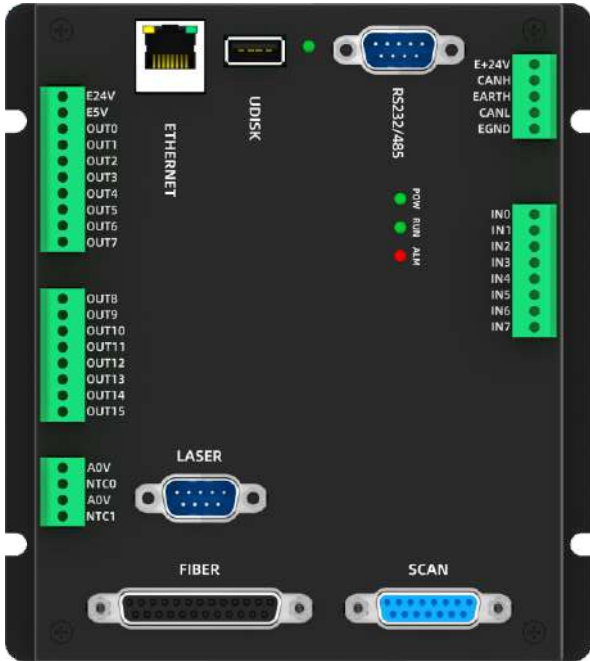 ETHERNET
UDISK
RS232/485
E+24V
CANH
EARTH
CANL
EGND
E24V
E5V
OUT0
OUT1
OUT2
OUT3
OUT4
OUT5
OUT6
OUT7
POW
RUN
ALM
IN0
IN1
IN2
IN3
IN4
IN5
IN6
IN7
OUT8
OUT9
OUT10
OUT11
OUT12
OUT13
OUT14
OUT15
A0V
NTC0
A0V
NTC1
LASER
FIBER
SCAN